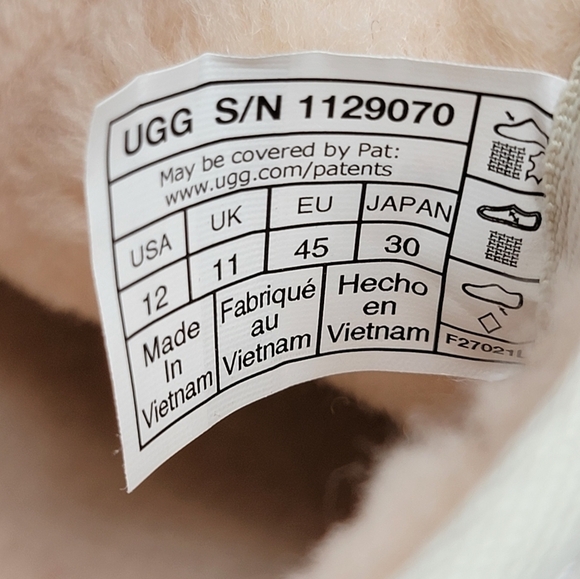 UGG S/N 1129070
May be covered by Pat:
www.ugg.com/patents
USA UK EU JAPAN
12 11 45 30
Made
In
Vietnam
Fabriqué
au
Vietnam
Hecho
en
Vietnam